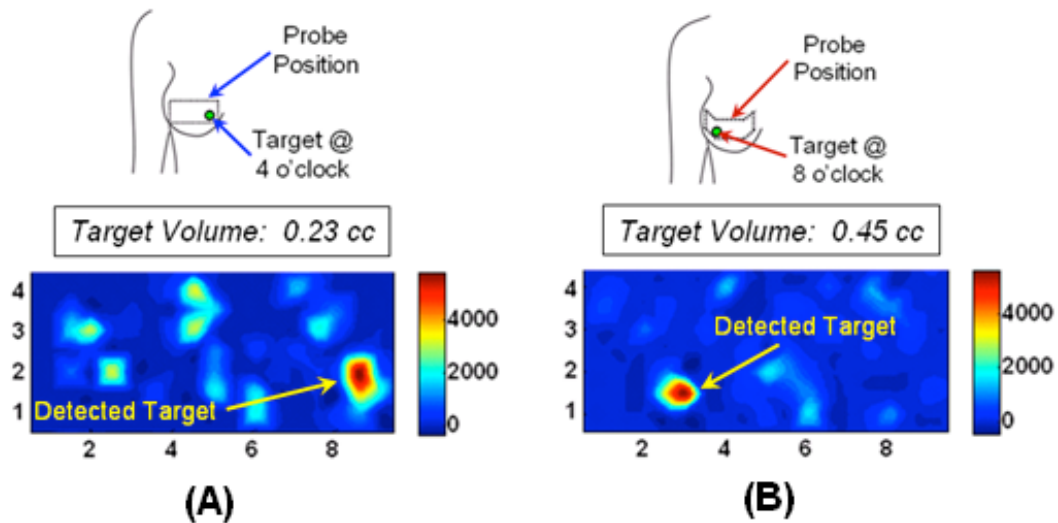 Probe
Position
Target @
4 o'clock
Target Volume: 0.23 cc
4
3
2
1
2 4 6 8
4000
2000
0
Detected Target
(A)
Probe
Position
Target @
8 o'clock
Target Volume: 0.45 cc
4
3
2
1
2 4 6 8
4000
2000
0
Detected Target
(B)